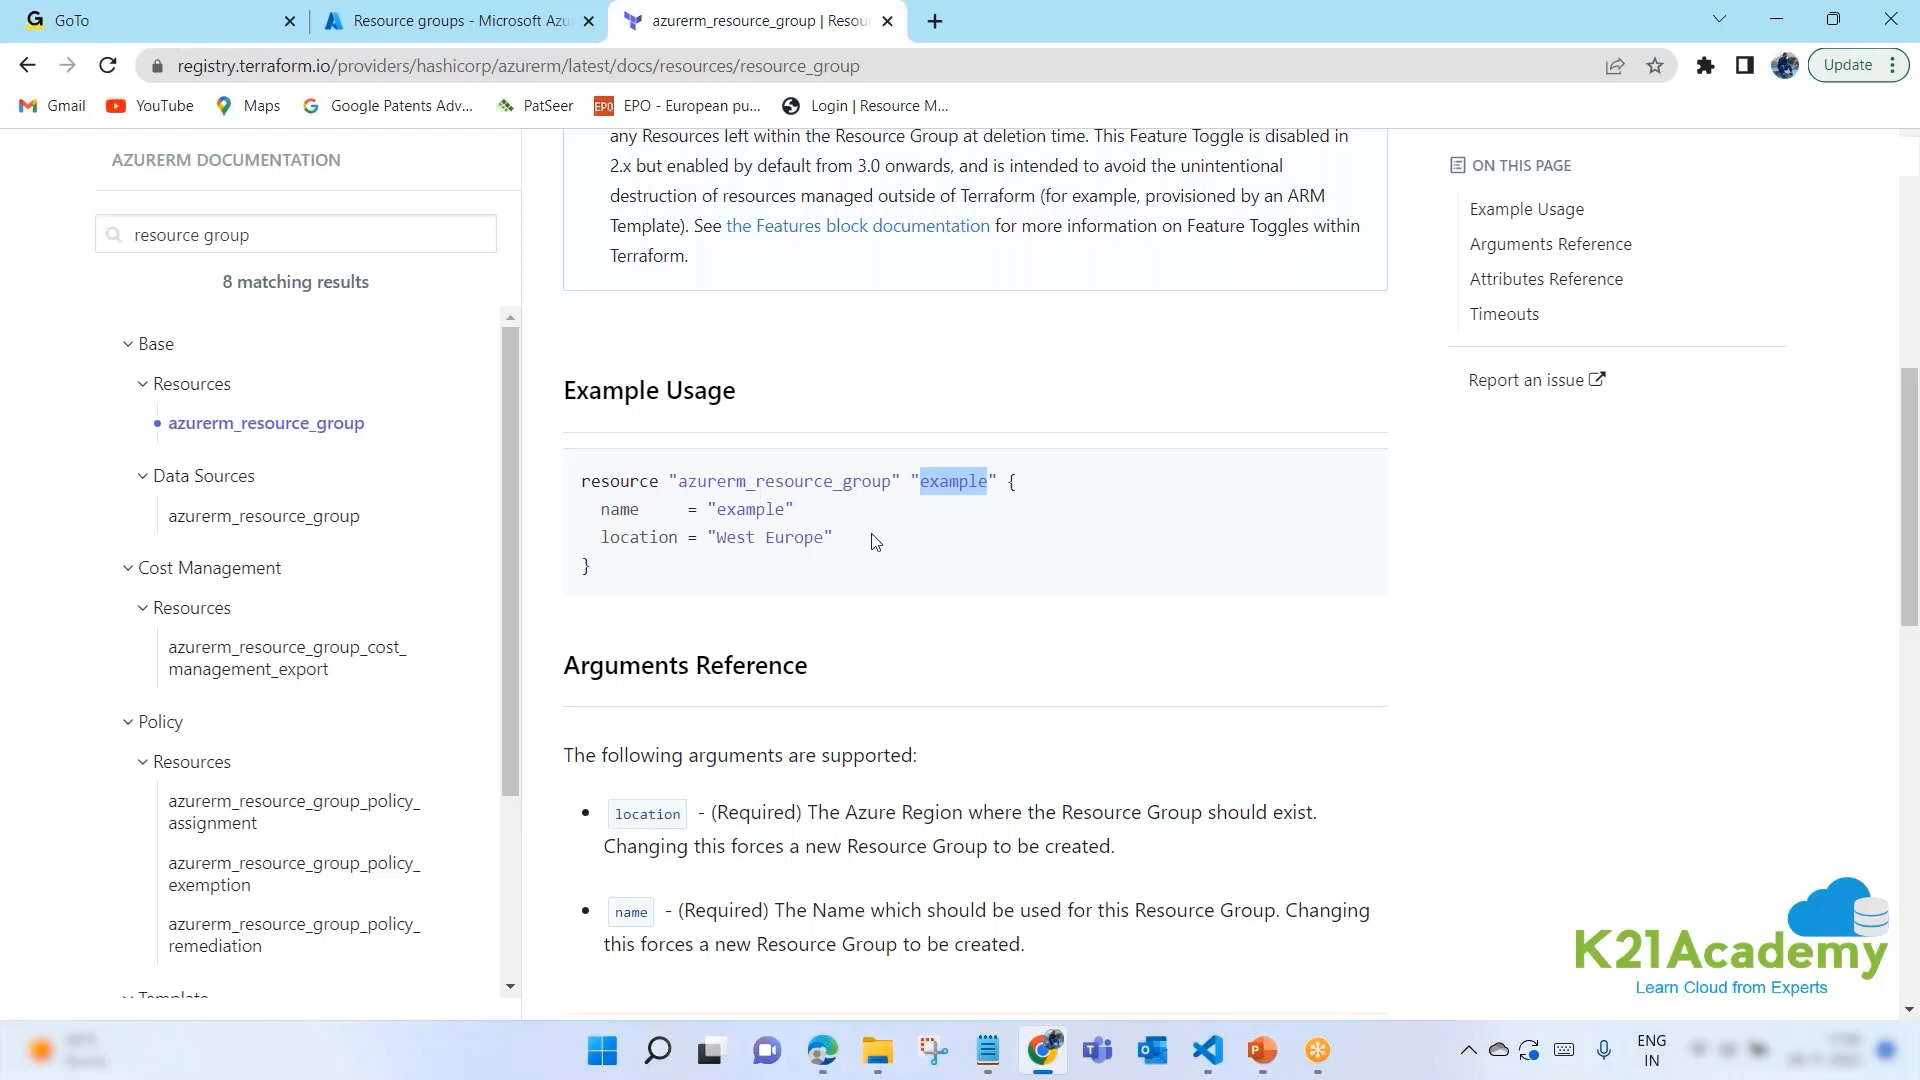 GoTo
Resource groups - Microsoft Azu
azurerm_resource_group | Resou
registry.terraform.io/providers/hashicorp/azurerm/latest/docs/resources/resource_group
Update
Gmail
YouTube
Maps
Google Patents Adv...
PatSeer
EPO
EPO - European pu...
Login | Resource M...
AZURERM DOCUMENTATION
resource group
8 matching results
Base
Resources
azurerm_resource_group
Data Sources
azurerm_resource_group
Cost Management
Resources
azurerm_resource_group_cost_
management_export
Policy
Resources
azurerm_resource_group_policy_
assignment
azurerm_resource_group_policy_
exemption
azurerm_resource_group_policy_
remediation
Template
any Resources left within the Resource Group at deletion time. This Feature Toggle is disabled in
2.x but enabled by default from 3.0 onwards, and is intended to avoid the unintentional
destruction of resources managed outside of Terraform (for example, provisioned by an ARM
Template). See the Features block documentation for more information on Feature Toggles within
Terraform.
Example Usage
resource "azurerm_resource_group" "example" {
name = "example"
location = "West Europe"
}
Arguments Reference
The following arguments are supported:
location - (Required) The Azure Region where the Resource Group should exist.
Changing this forces a new Resource Group to be created.
name - (Required) The Name which should be used for this Resource Group. Changing
this forces a new Resource Group to be created.
ON THIS PAGE
Example Usage
Arguments Reference
Attributes Reference
Timeouts
Report an issue
K21Academy
Learn Cloud from Experts
ENG
IN